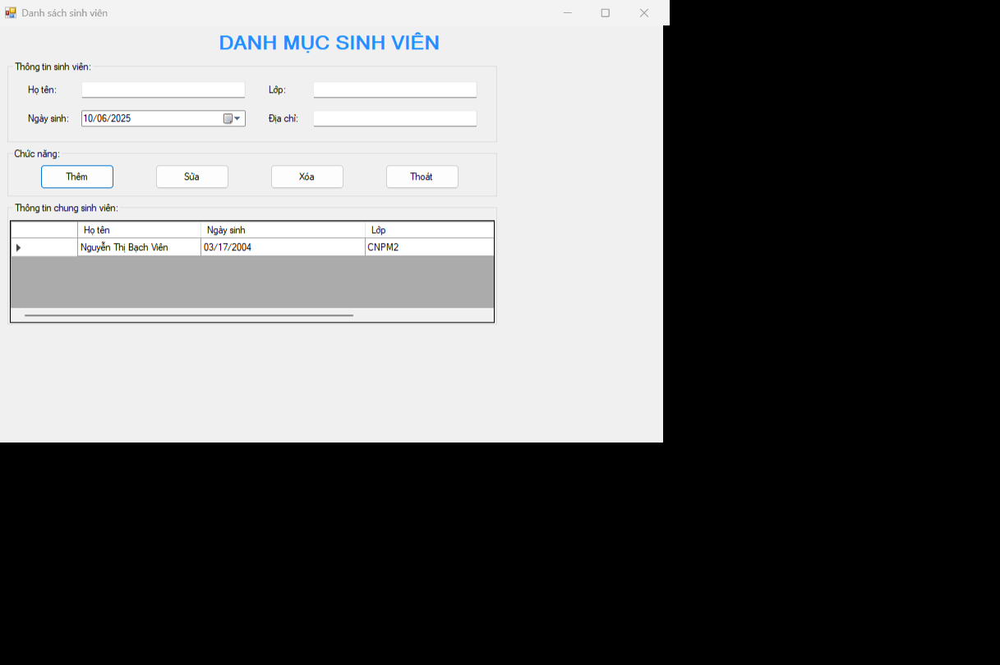 Danh sách sinh viên
DANH MỤC SINH VIÊN
Thông tin sinh viên:
Họ tên:
Lớp:
Ngày sinh: 10/06/2025
Địa chỉ:
Chức năng:
Thêm Sửa Xóa Thoát
Thông tin chung sinh viên:
Họ tên Ngày sinh Lớp
Nguyễn Thị Bạch Viên 03/17/2004 CNPM2